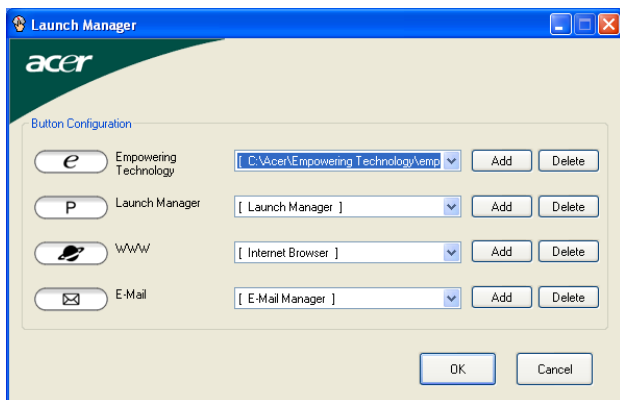 Launch Manager
acer
Button Configuration
e Empowering Technology [ C:\Acer\Empowering Technology\emp Add Delete
P Launch Manager [ Launch Manager ] Add Delete
WWW [ Internet Browser ] Add Delete
E-Mail [ E-Mail Manager ] Add Delete
OK Cancel